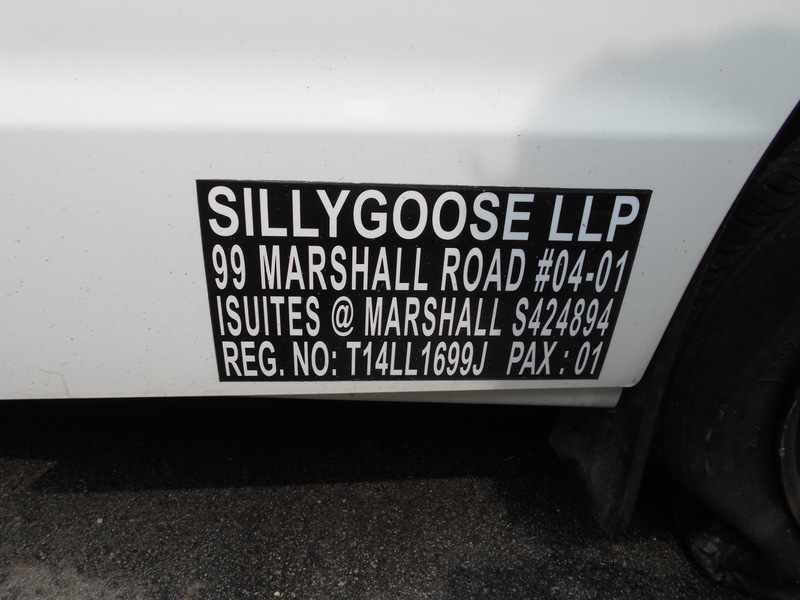 SILLYGOOSE LLP
99 MARSHALL ROAD #04-01
ISUITES @ MARSHALL S424894
REG. NO: T14LL1699J PAX : 01